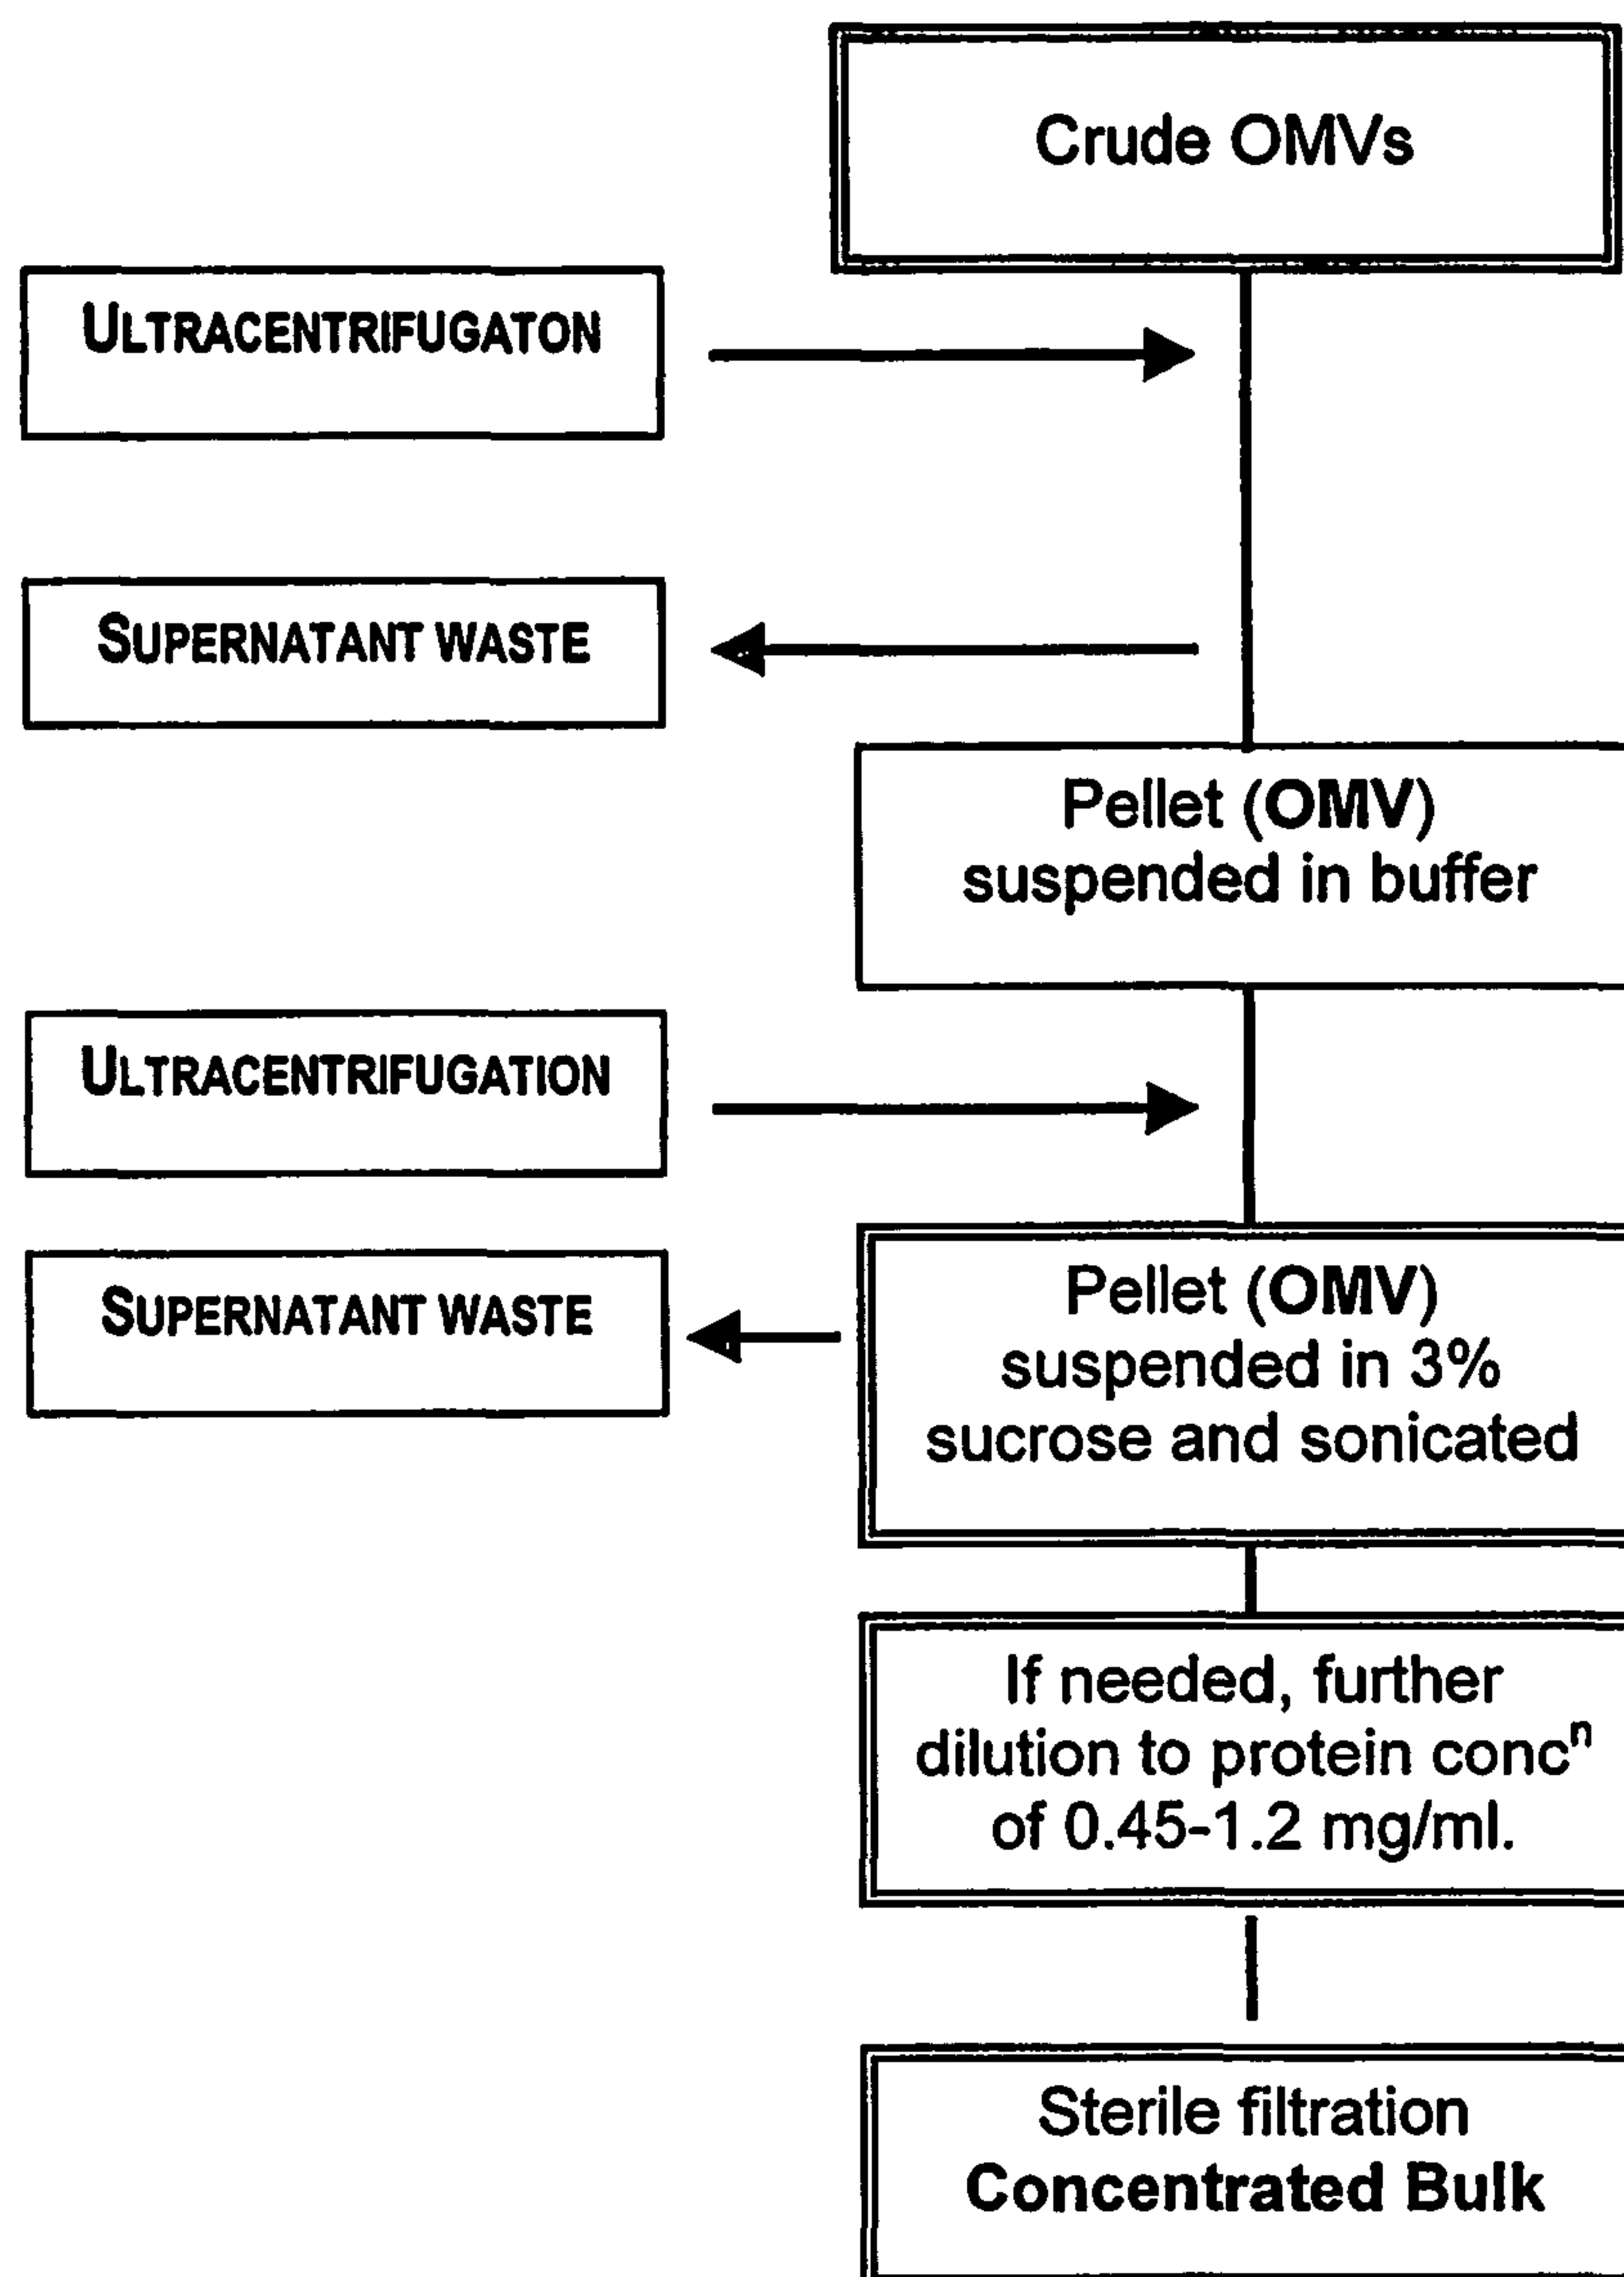 Crude OMVs
ULTRACENTRIFUGATON
SUPERNATANT WASTE
Pellet (OMV)
suspended in buffer
ULTRACENTRIFUGATION
SUPERNATANT WASTE
Pellet (OMV)
suspended in 3%
sucrose and sonicated
If needed, further
dilution to protein concⁿ
of 0.45-1.2 mg/ml.
Sterile filtration
Concentrated Bulk